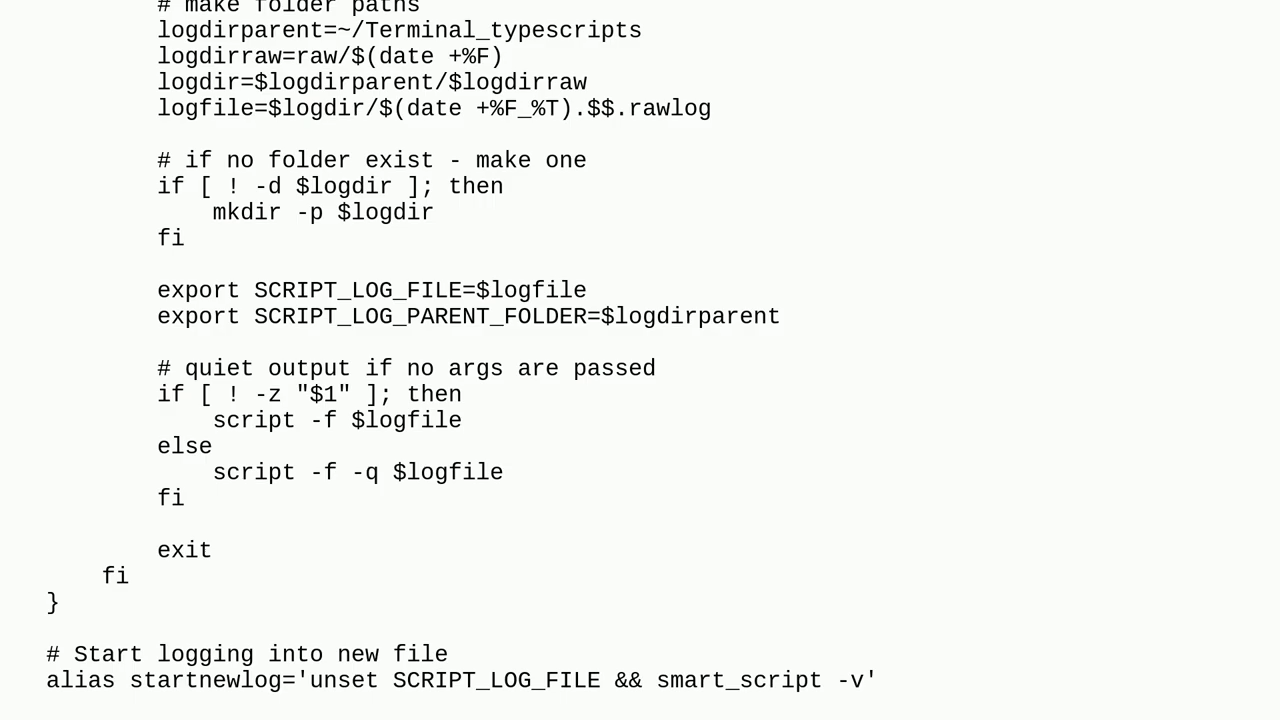 # make folder paths
logdirparent=~/Terminal_typescripts
logdirraw=raw/$(date +%F)
logdir=$logdirparent/$logdirraw
logfile=$logdir/$(date +%F_%T).$$.rawlog
# if no folder exist - make one
if [ ! -d $logdir ]; then
mkdir -p $logdir
fi
export SCRIPT_LOG_FILE=$logfile
export SCRIPT_LOG_PARENT_FOLDER=$logdirparent
# quiet output if no args are passed
if [ ! -z "$1" ]; then
script -f $logfile
else
script -f -q $logfile
fi
exit
fi
}
# Start logging into new file
alias startnewlog='unset SCRIPT_LOG_FILE && smart_script -v'